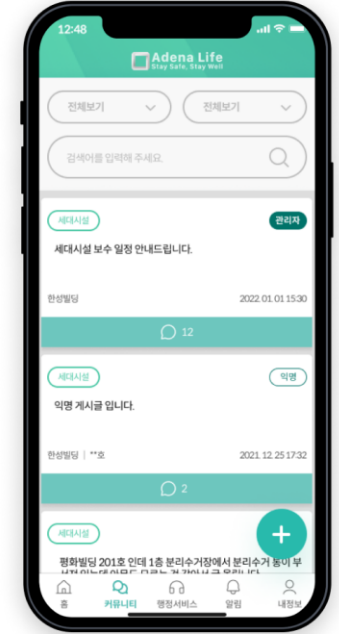 12:48
Adena Life
Stay Safe, Stay Well
전체보기 전체보기
검색어를 입력해 주세요.
세대시설 관리자
세대시설 보수 일정 안내드립니다.
한성빌딩 2022.01.01 15:30
12
세대시설 익명
익명 게시글 입니다.
한성빌딩 | **호 2021.12.25 17:32
2
세대시설
평화빌딩 201호 인데 1층 분리수거장에서 분리수거 통이 부
+
홈 커뮤니티 행정서비스 알림 내정보